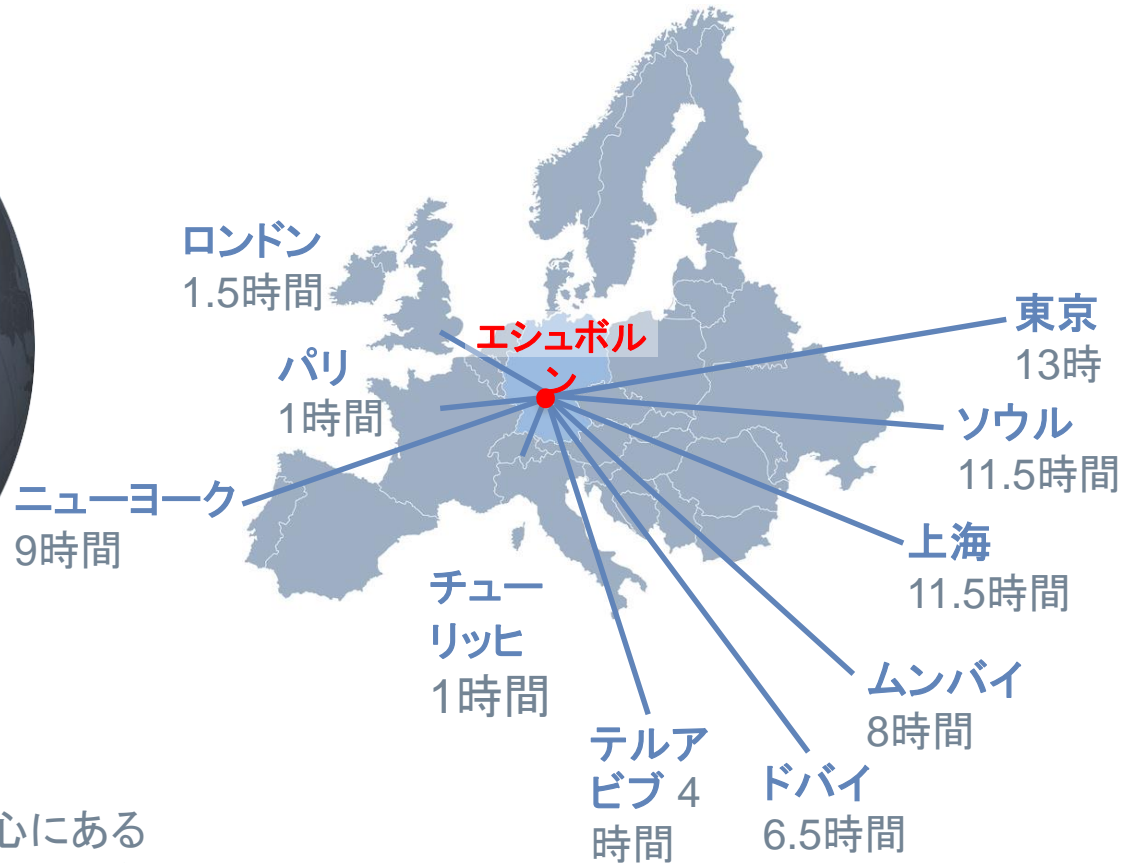 ロンドン
1.5時間
エシュボル
ン
パリ
1時間
東京
13時
ソウル
11.5時間
ニューヨーク
9時間
上海
11.5時間
チュー
リッヒ
1時間
ムンバイ
8時間
テルア
ビブ 4
時間
ドバイ
6.5時間
心にある